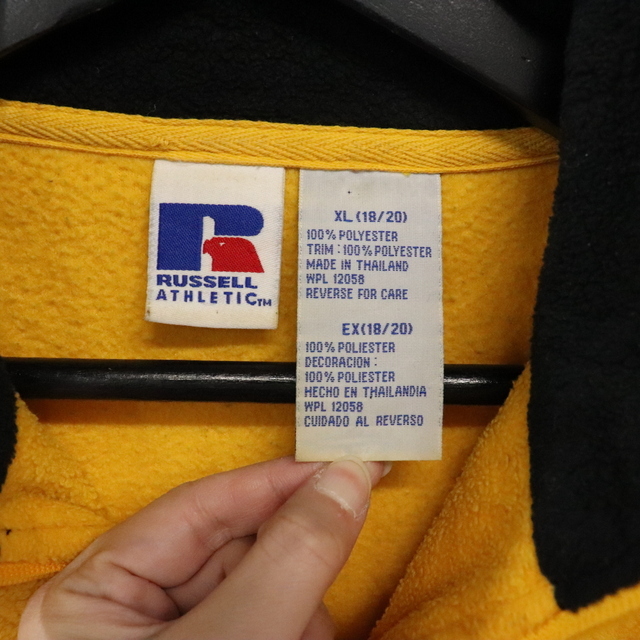 RUSSELL
ATHLETIC™
XL (18/20)
100% POLYESTER
TRIM : 100% POLYESTER
MADE IN THAILAND
WPL 12058
REVERSE FOR CARE
EX(18/20)
100% POLIESTER
DECORACION :
100% POLIESTER
HECHO EN THAILANDIA
WPL 12058
CUIDADO AL REVERSO